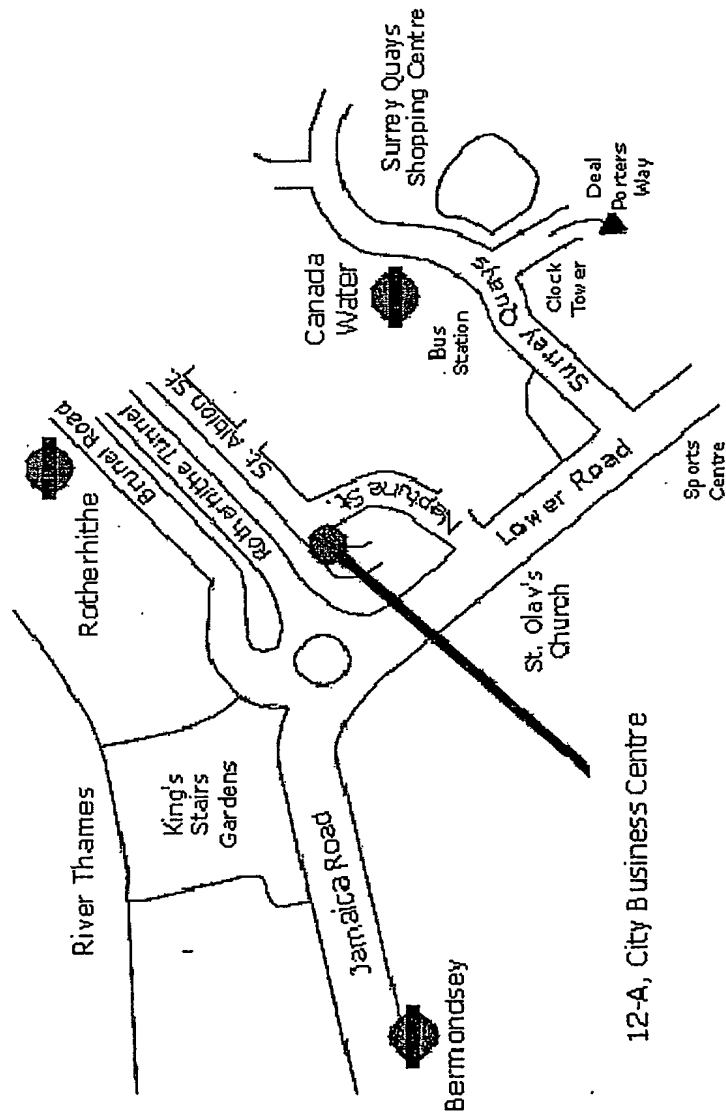 River Thames
King's
Stairs
Gardens
Rotherhithe
Brunel Road
Rotherhithe Tunnel
St. Albion St.
Neptune St.
Canada
Water
Surrey Quays
Shopping Centre
Bus
Station
Surrey Quays
Clock
Tower
Deal
Porters
Way
Jamaica Road
Bermondsey
Lower Road
St. Olav's
Church
Sports
Centre
12-A, City Business Centre